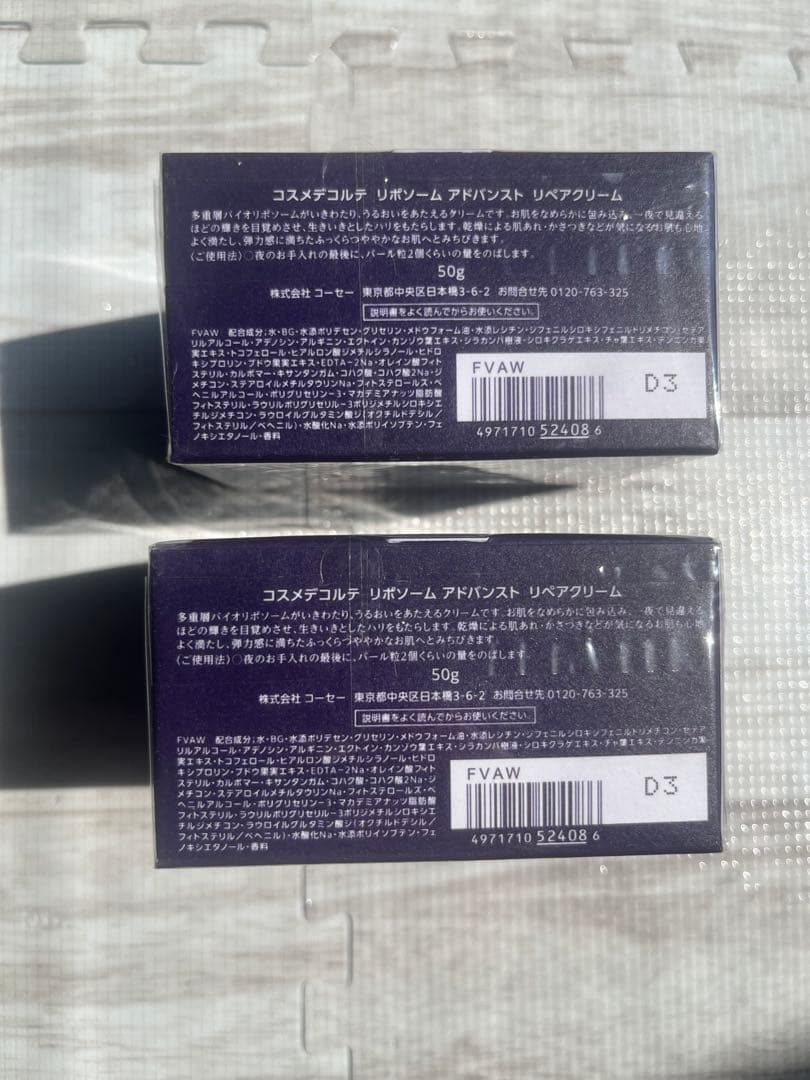 コスメデコルテ リポソーム アドバンスト リペアクリーム
多重層バイオリポソームがいきわたり、うるおいをあたえるクリームです。お肌をなめらかに包み込み、一夜で見違える
ほどの輝きを目覚めさせ、生きいきとしたハリをもたらします。乾燥による肌あれ・かさつきなどが気になるお肌も心地
よく満たし、弾力感に満ちたふっくらつややかなお肌へとみちびきます。
〈ご使用法〉○夜のお手入れの最後に、パール粒2個くらいの量をのばします。
50g
株式会社 コーセー 東京都中央区日本橋3-6-2 お問合せ先 0120-763-325
説明書をよく読んでからお使いください。
FVAW 配合成分:水・BG・水添ポリデセン・グリセリン・メドウフォーム油・水添レシチン・ジフェニルシロキシフェニルトリメチコン・セテア
リルアルコール・アデノシン・アルギニン・エクトイン・カンゾウ葉エキス・シラカンバ樹液・シロキクラゲエキス・チャ葉エキス・テンニンカ果
実エキス・トコフェロール・ヒアルロン酸ジメチルシラノール・ヒドロ
キシプロリン・ブドウ果実エキス・EDTA-2Na・オレイン酸フィト
ステリル・カルボマー・キサンタンガム・コハク酸・コハク酸2Na・ジ
メチコン・ステアロイルメチルタウリンNa・フィトステロールズ・ベ
ヘニルアルコール・ポリグリセリン-3・マカデミアナッツ脂肪酸
フィトステリル・ラウリルポリグリセリル-3ポリジメチルシロキシエ
チルジメチコン・ラウロイルグルタミン酸ジ(オクチルドデシル/
フィトステリル/ベヘニル)・水酸化Na・水添ポリイソブテン・フェ
ノキシエタノール・香料
FVAW
D3
4971710 52408 6
コスメデコルテ リポソーム アドバンスト リペアクリーム
多重層バイオリポソームがいきわたり、うるおいをあたえるクリームです。お肌をなめらかに包み込み、一夜で見違える
ほどの輝きを目覚めさせ、生きいきとしたハリをもたらします。乾燥による肌あれ・かさつきなどが気になるお肌も心地
よく満たし、弾力感に満ちたふっくらつややかなお肌へとみちびきます。
〈ご使用法〉○夜のお手入れの最後に、パール粒2個くらいの量をのばします。
50g
株式会社 コーセー 東京都中央区日本橋3-6-2 お問合せ先 0120-763-325
説明書をよく読んでからお使いください。
FVAW 配合成分:水・BG・水添ポリデセン・グリセリン・メドウフォーム油・水添レシチン・ジフェニルシロキシフェニルトリメチコン・セテア
リルアルコール・アデノシン・アルギニン・エクトイン・カンゾウ葉エキス・シラカンバ樹液・シロキクラゲエキス・チャ葉エキス・テンニンカ果
実エキス・トコフェロール・ヒアルロン酸ジメチルシラノール・ヒドロ
キシプロリン・ブドウ果実エキス・EDTA-2Na・オレイン酸フィト
ステリル・カルボマー・キサンタンガム・コハク酸・コハク酸2Na・ジ
メチコン・ステアロイルメチルタウリンNa・フィトステロールズ・ベ
ヘニルアルコール・ポリグリセリン-3・マカデミアナッツ脂肪酸
フィトステリル・ラウリルポリグリセリル-3ポリジメチルシロキシエ
チルジメチコン・ラウロイルグルタミン酸ジ(オクチルドデシル/
フィトステリル/ベヘニル)・水酸化Na・水添ポリイソブテン・フェ
ノキシエタノール・香料
FVAW
D3
4971710 52408 6